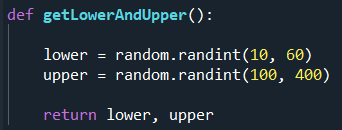 def getLowerAndUpper():
    lower = random.randint(10, 60)
    upper = random.randint(100, 400)
    return lower, upper